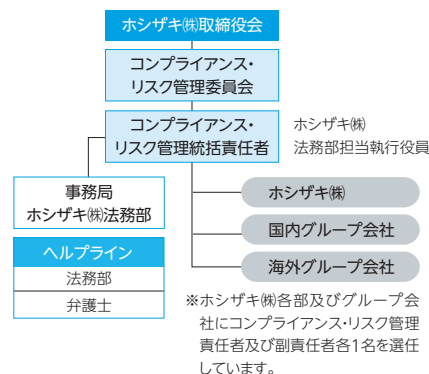 ホシザキ㈱取締役会
コンプライアンス・
リスク管理委員会
コンプライアンス・
リスク管理統括責任者
ホシザキ㈱
法務部担当執行役員
事務局
ホシザキ㈱法務部
ヘルプライン
法務部
弁護士
ホシザキ㈱
国内グループ会社
海外グループ会社
※ホシザキ㈱各部及びグループ会
社にコンプライアンス・リスク管理
責任者及び副責任者各1名を選任
しています。